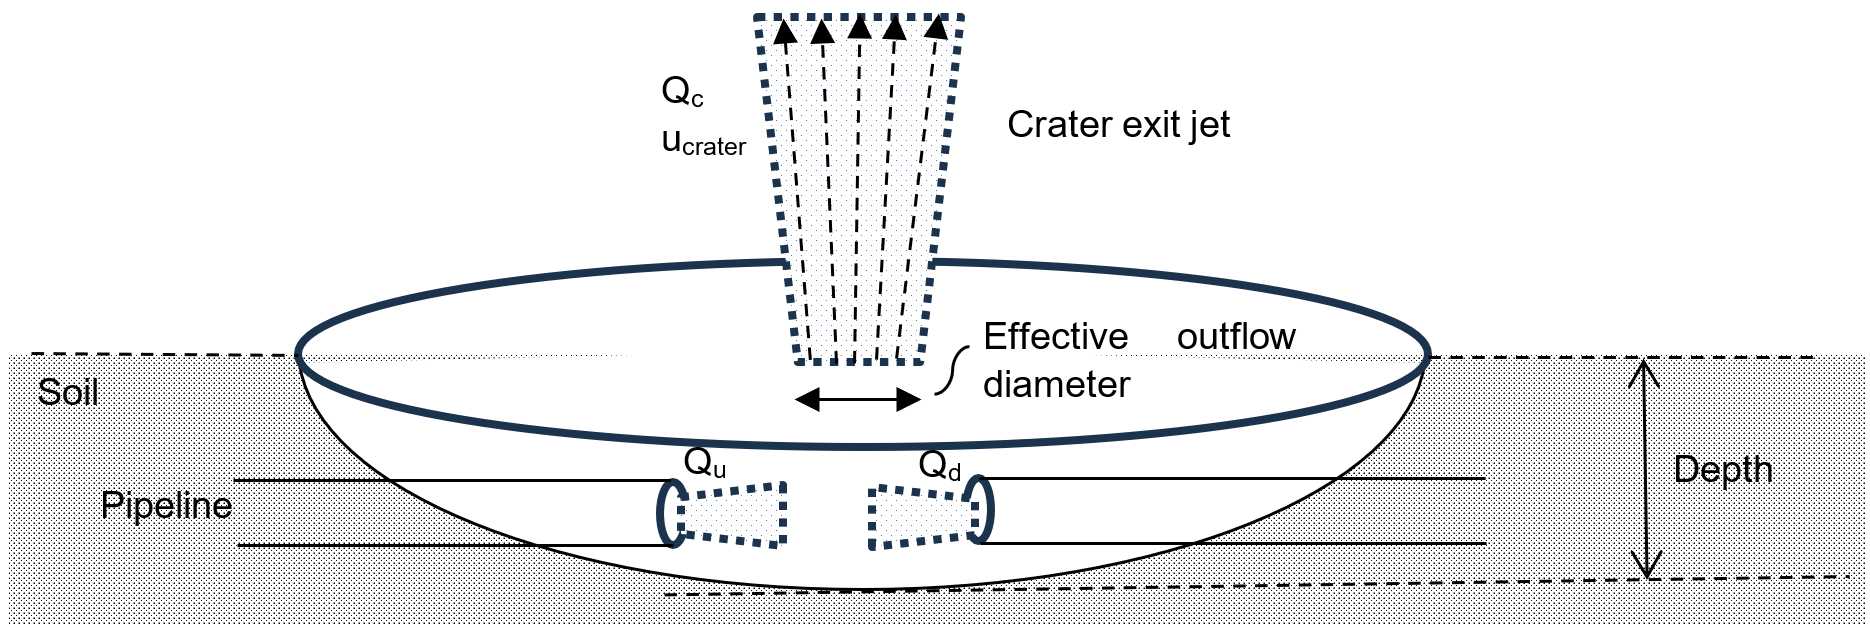 Qc
ucrater
Crater exit jet
Effective outflow
diameter
Soil
Qu
Qd
Pipeline
Depth